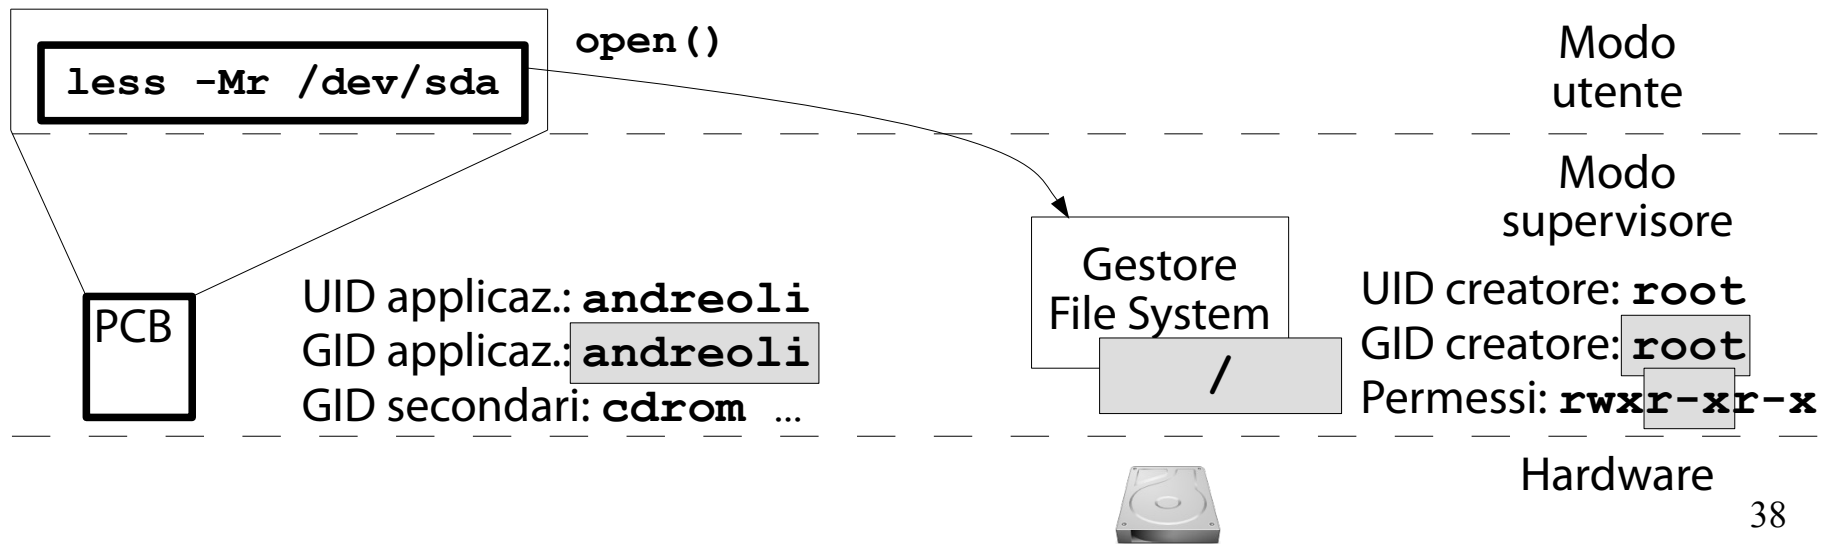 open()
less -Mr /dev/sda
Modo
utente
Modo
supervisore
PCB
UID applicaz.: andreoli
GID applicaz.: andreoli
GID secondari: cdrom ...
Gestore
File System
/
UID creatore: root
GID creatore: root
Permessi: rwxr-xr-x
Hardware
38